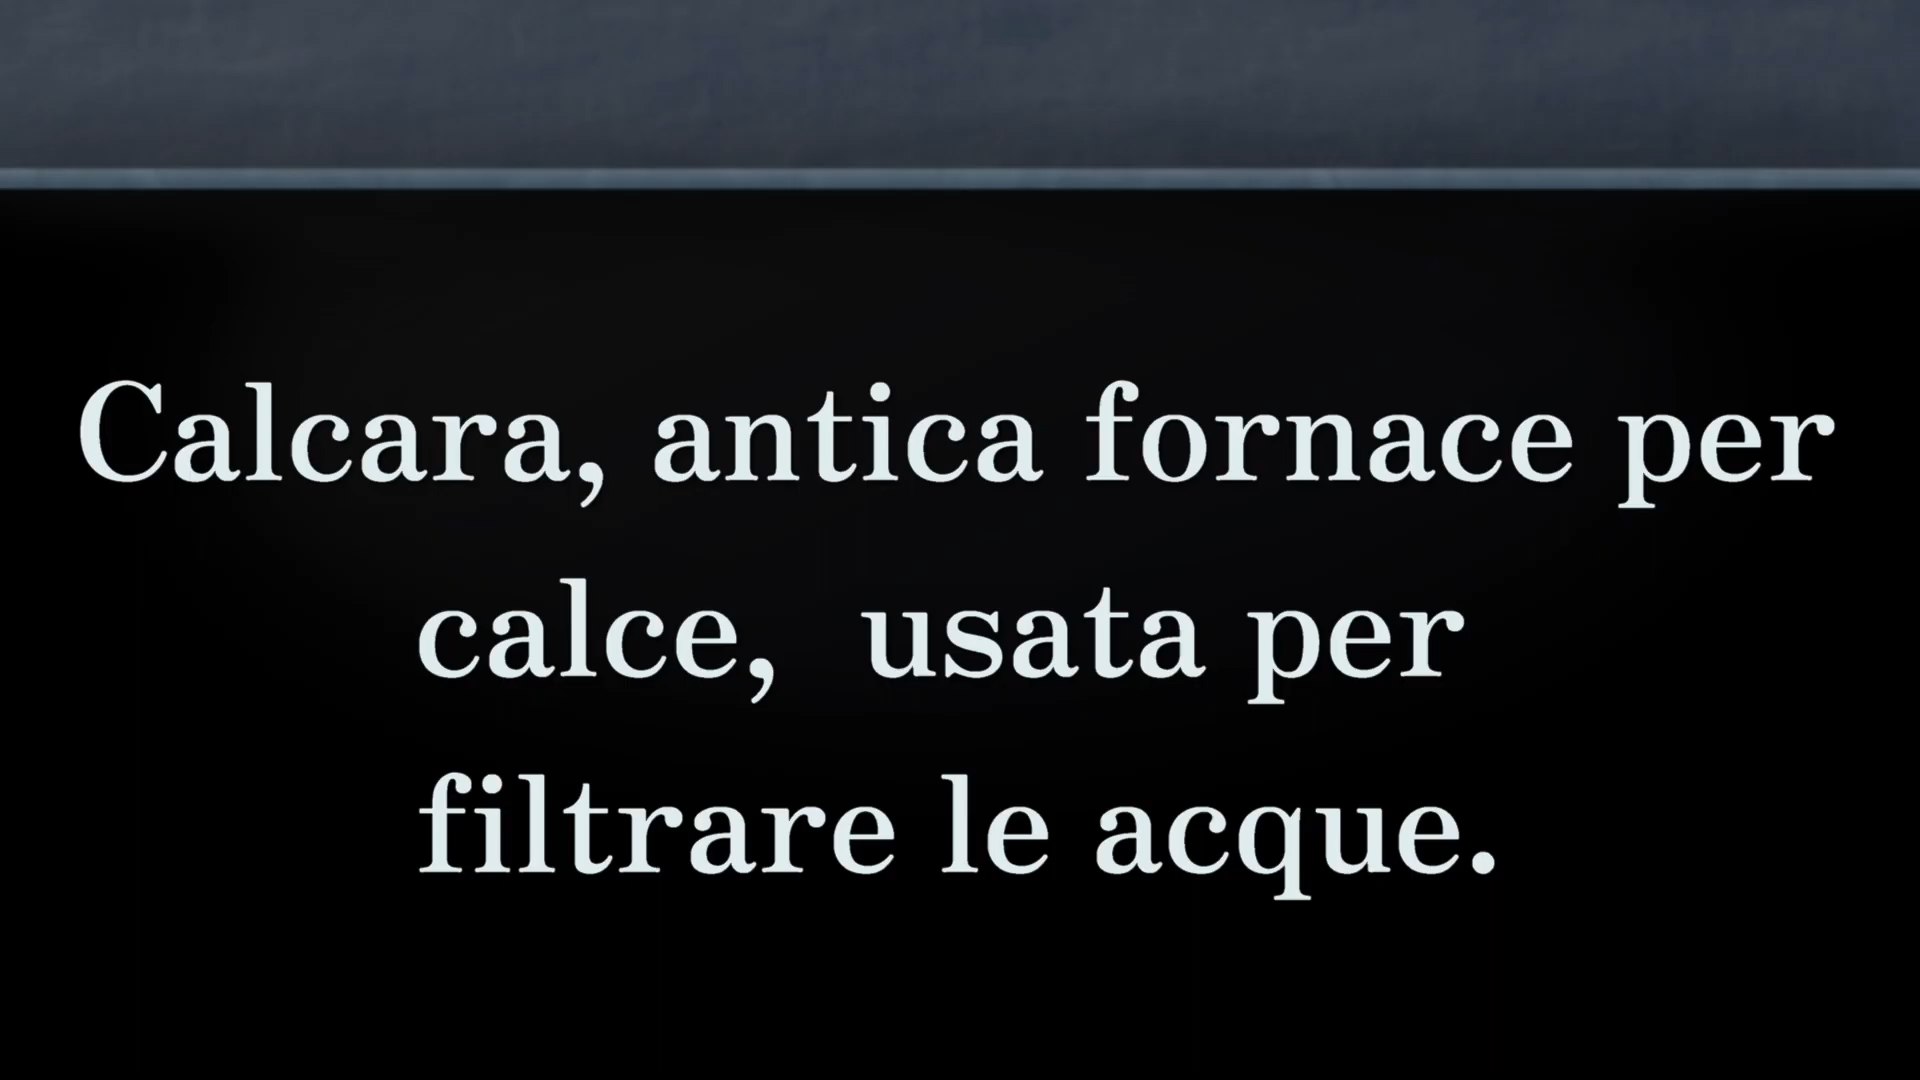 Calcara, antica fornace per
calce,  usata per
filtrare le acque.